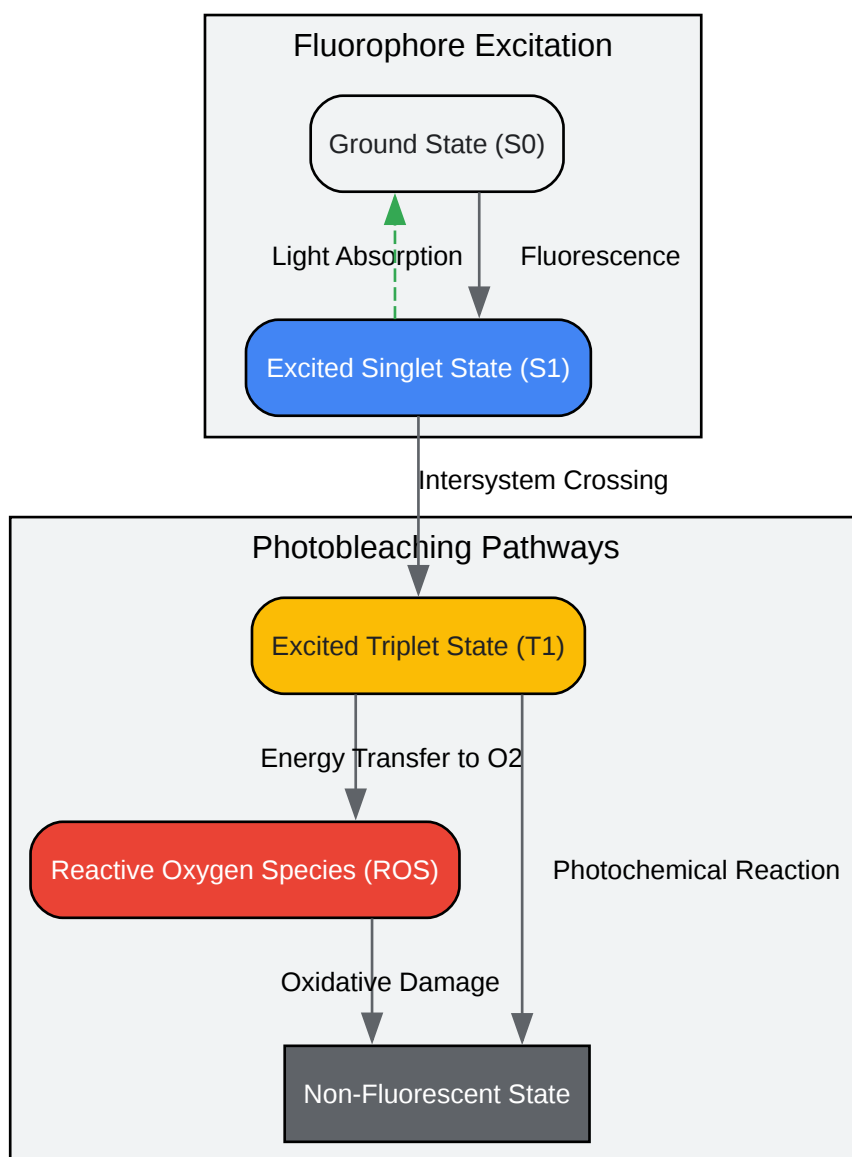 Fluorophore Excitation
Ground State (S0)
Light Absorption
Fluorescence
Excited Singlet State (S1)
Intersystem Crossing
Photobleaching Pathways
Excited Triplet State (T1)
Energy Transfer to O2
Reactive Oxygen Species (ROS)
Photochemical Reaction
Oxidative Damage
Non-Fluorescent State